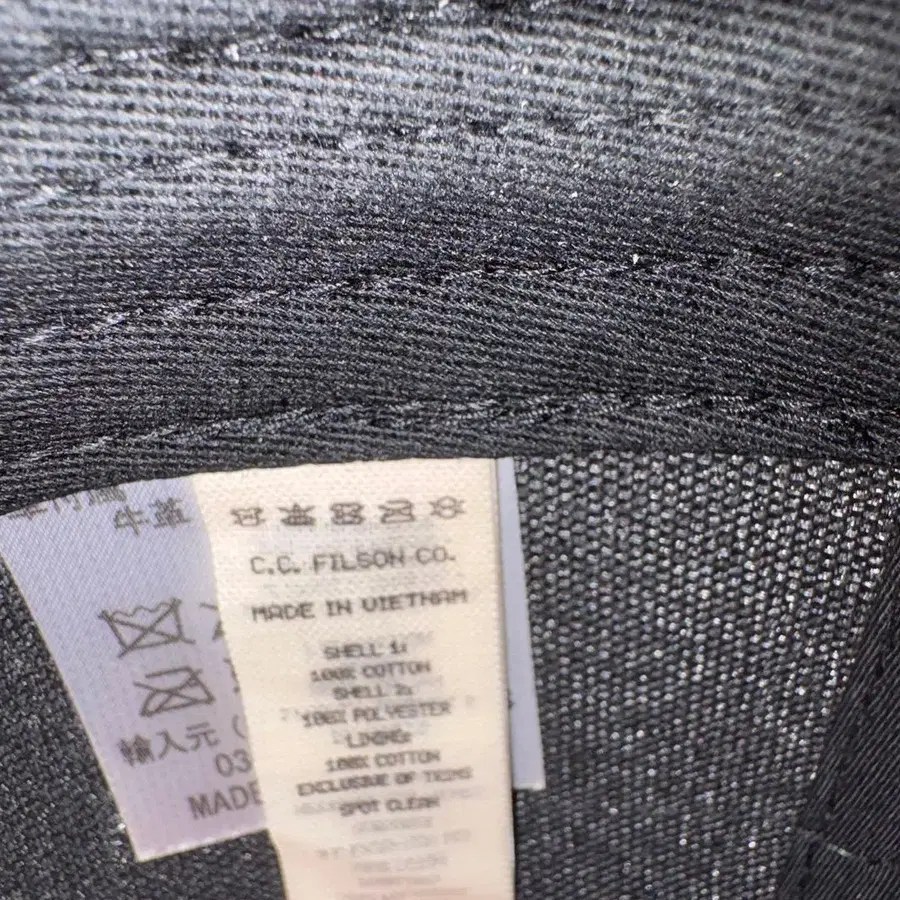 C.C. FILSON CO.
MADE IN VIETNAM
SHELL 1:
100% COTTON
SHELL 2:
100% POLYESTER
LINING:
100% COTTON
EXCLUSIVE OF TRIMS
SPOT CLEAN
牛革
輸入元 (
03
MADE